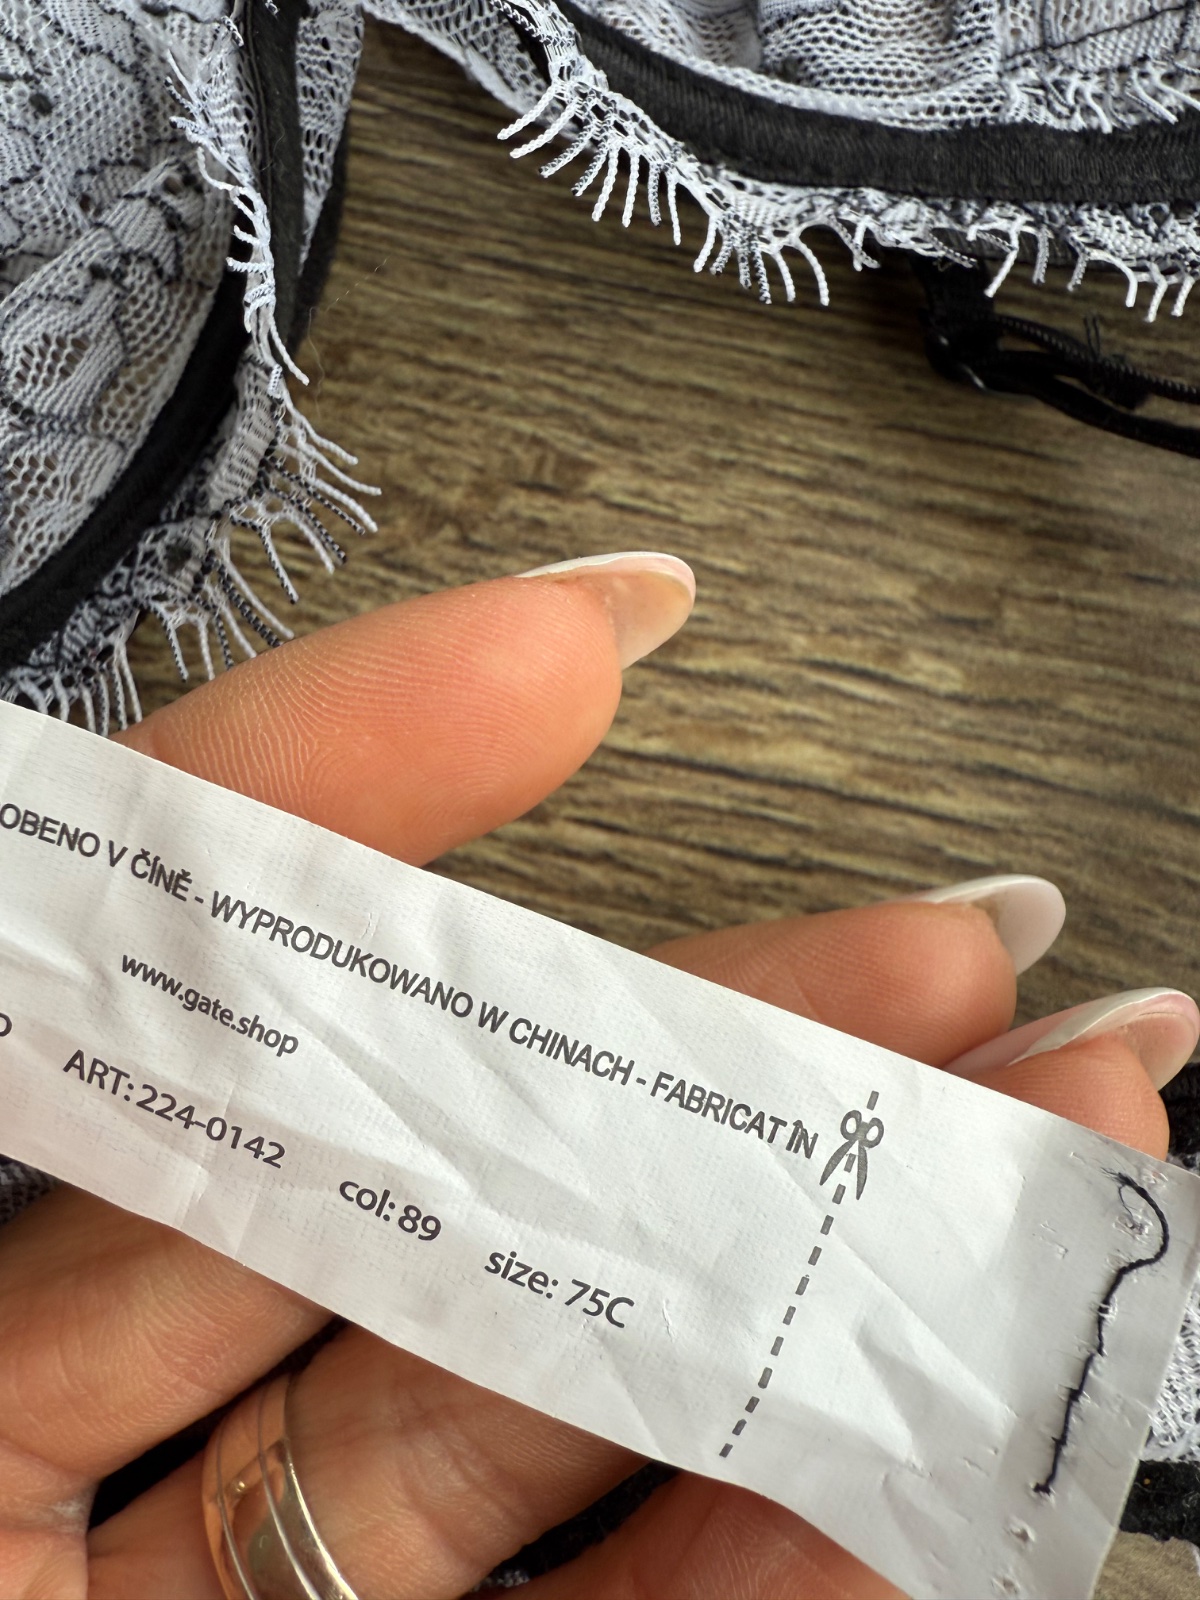 OBENO V ČÍNĚ - WYPRODUKOWANO W CHINACH - FABRICAT ÎN
www.gate.shop
ART: 224-0142 col: 89 size: 75C